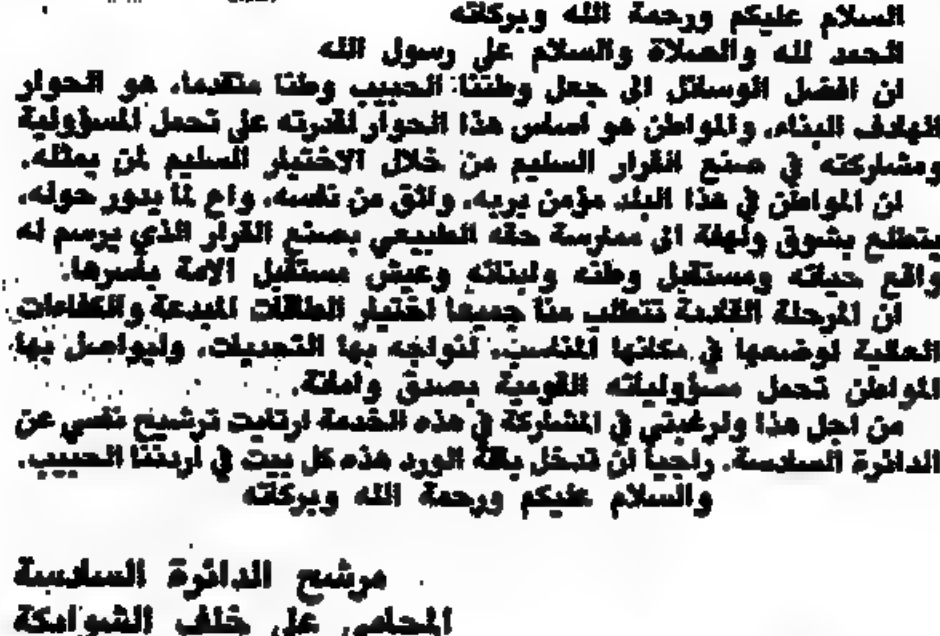 السلام عليكم ورحمة الله وبركاته
الحمد لله والصلاة والسلام على رسول الله
ان افضل الوسائل الى جعل وطننا الحبيب وطنا متقدما، هو الحوار
الهادف البناء، والمواطن هو اساس هذا الحوار لقدرته على تحمل المسؤولية
ومشاركته في صنع القرار السليم من خلال الاختيار السليم لمن يمثله.
ان المواطن في هذا البلد مؤمن بربه، واثق من نفسه، واع لما يدور حوله،
يتطلع بشوق ولهفة الى ممارسة حقه الطبيعي بصنع القرار الذي يرسم له
واقع حياته ومستقبل وطنه وابنائه وعيش مستقبل الامة بأسرها.
ان المرحلة القادمة تتطلب منا جميعا اختيار الطاقات المبدعة والكفاءات
العالية لوضعها في مكانها المناسب، لنواجه بها التحديات، وليواصل بها
المواطن تحمل مسؤولياته القومية بصدق وامانة.
من اجل هذا ولرغبتي في المشاركة في هذه الخدمة ارتايت ترشيح نفسي عن
الدائرة السادسة، راجياً ان تدخل باقة الورد هذه كل بيت في اربدنا الحبيب.
والسلام عليكم ورحمة الله وبركاته
مرشح الدائرة السادسة
المحامي علي خلف الشوابكة